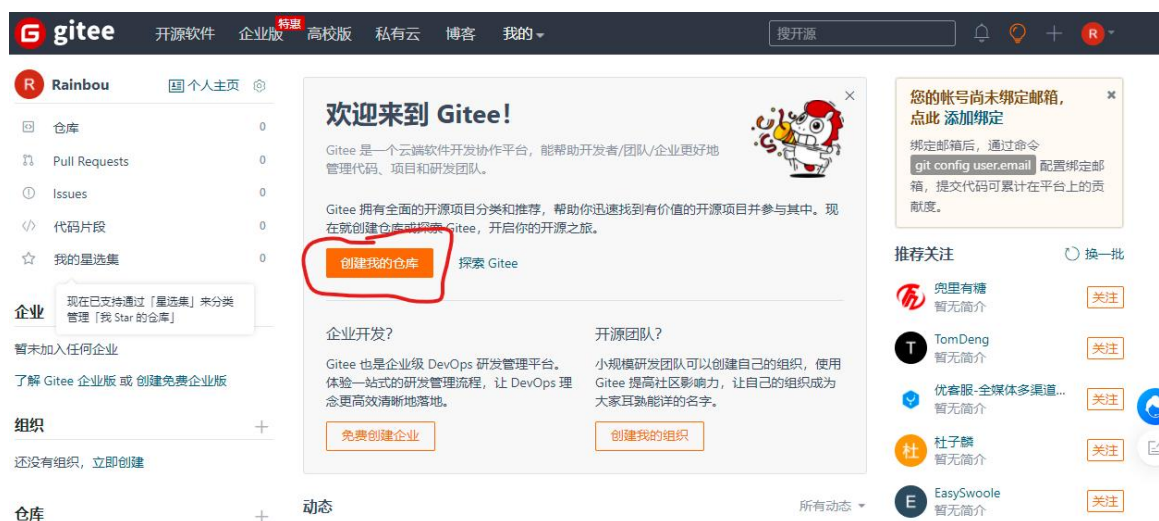 gitee 开源软件 企业版 特惠 高校版 私有云 博客 我的 搜开源 R
R Rainbou 个人主页
仓库 0
Pull Requests 0
Issues 0
代码片段 0
我的星选集 0
现在已支持通过「星选集」来分类
管理「我 Star 的仓库」
企业
暂未加入任何企业
了解 Gitee 企业版 或 创建免费企业版
组织
还没有组织，立即创建
仓库
欢迎来到 Gitee!
Gitee 是一个云端软件开发协作平台，能帮助开发者/团队/企业更好地
管理代码、项目和研发团队。
Gitee 拥有全面的开源项目分类和推荐，帮助你迅速找到有价值的开源项目并参与其中。现
在就创建仓库或探索 Gitee，开启你的开源之旅。
创建我的仓库 探索 Gitee
企业开发?
Gitee 也是企业级 DevOps 研发管理平台。
体验一站式的研发管理流程，让 DevOps 理
念更高效清晰地落地。
免费创建企业
开源团队?
小规模研发团队可以创建自己的组织，使用
Gitee 提高社区影响力，让自己的组织成为
大家耳熟能详的名字。
创建我的组织
动态 所有动态
您的帐号尚未绑定邮箱，
点此 添加绑定
绑定邮箱后，通过命令
git config user.email 配置绑定邮
箱，提交代码可累计在平台上的贡
献度。
推荐关注 换一批
兜里有糖 关注
暂无简介
T TomDeng 关注
暂无简介
优客服-全媒体多渠道... 关注
暂无简介
杜 杜子麟 关注
暂无简介
E EasySwoole 关注
暂无简介